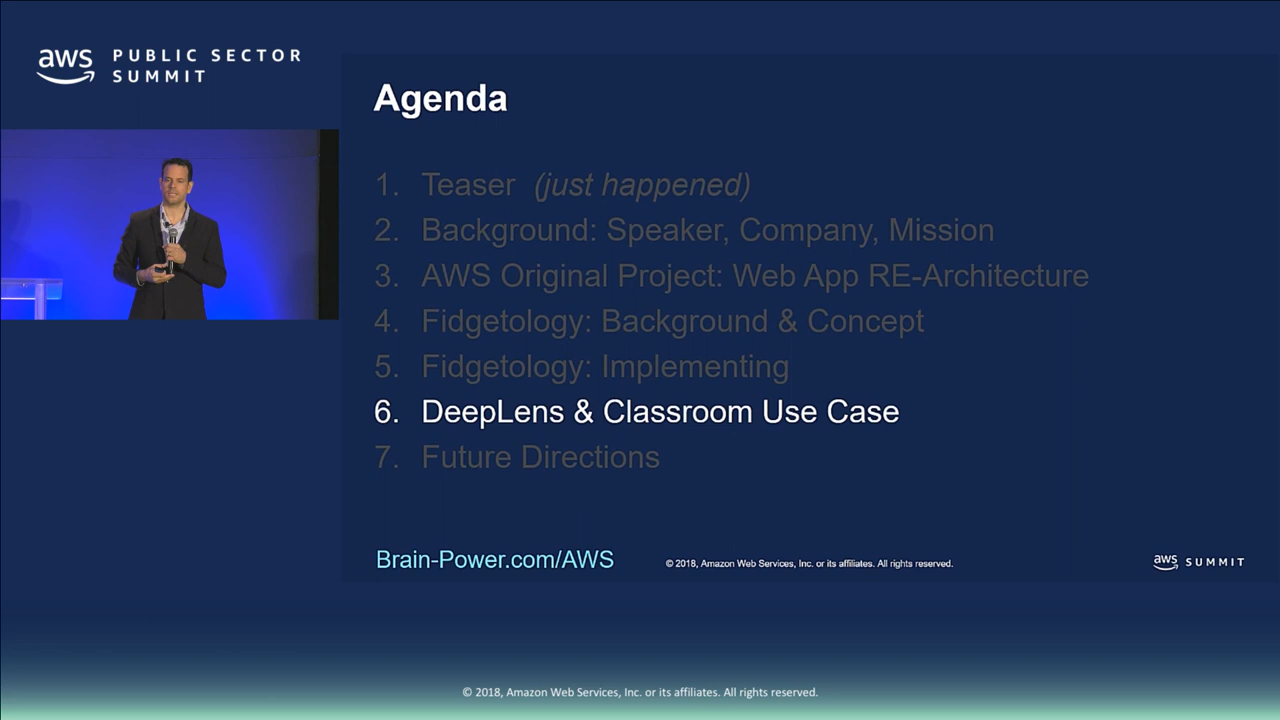 aws PUBLIC SECTOR
SUMMIT
Agenda
1. Teaser (just happened)
2. Background: Speaker, Company, Mission
3. AWS Original Project: Web App RE-Architecture
4. Fidgetology: Background & Concept
5. Fidgetology: Implementing
6. DeepLens & Classroom Use Case
7. Future Directions
Brain-Power.com/AWS
© 2018, Amazon Web Services, Inc. or its affiliates. All rights reserved.
aws SUMMIT
© 2018, Amazon Web Services, Inc. or its affiliates. All rights reserved.